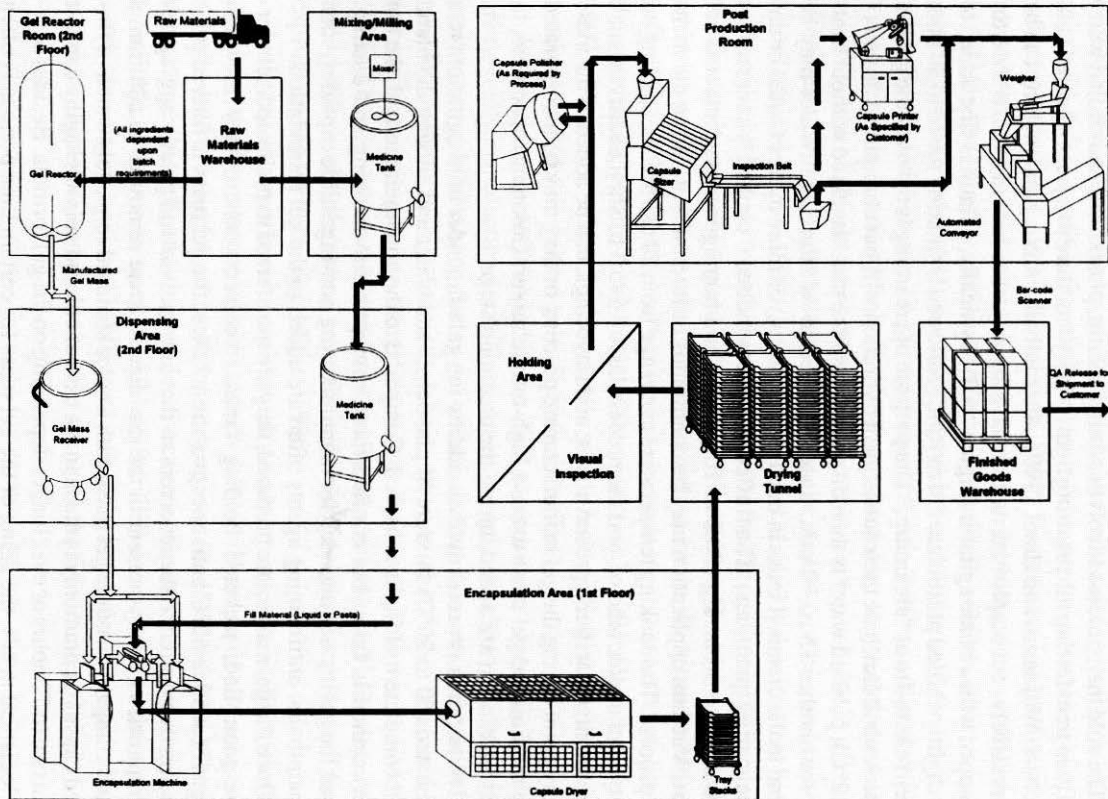 Gel Reactor
Room (2nd
Floor)
Gel Reactor
Raw Materials
(All ingredients
dependent
upon
batch
requirements)
Raw
Materials
Warehouse
Mixing/Milling
Area
Mixer
Medicine
Tank
Manufactured
Gel Mass
Dispensing
Area
(2nd Floor)
Gel Mass
Receiver
Medicine
Tank
Encapsulation Area (1st Floor)
Fill Material (Liquid or Paste)
Encapsulation Machine
Capsule Dryer
Tray
Stacks
Post
Production
Room
Capsule Polisher
(As Required by
Process)
Capsule
Sizer
Inspection Belt
Capsule Printer
(As Specified by
Customer)
Weigher
Automated
Conveyor
Bar-code
Scanner
Holding
Area
Visual
Inspection
Drying
Tunnel
Finished
Goods
Warehouse
QA Release for
Shipment to
Customer